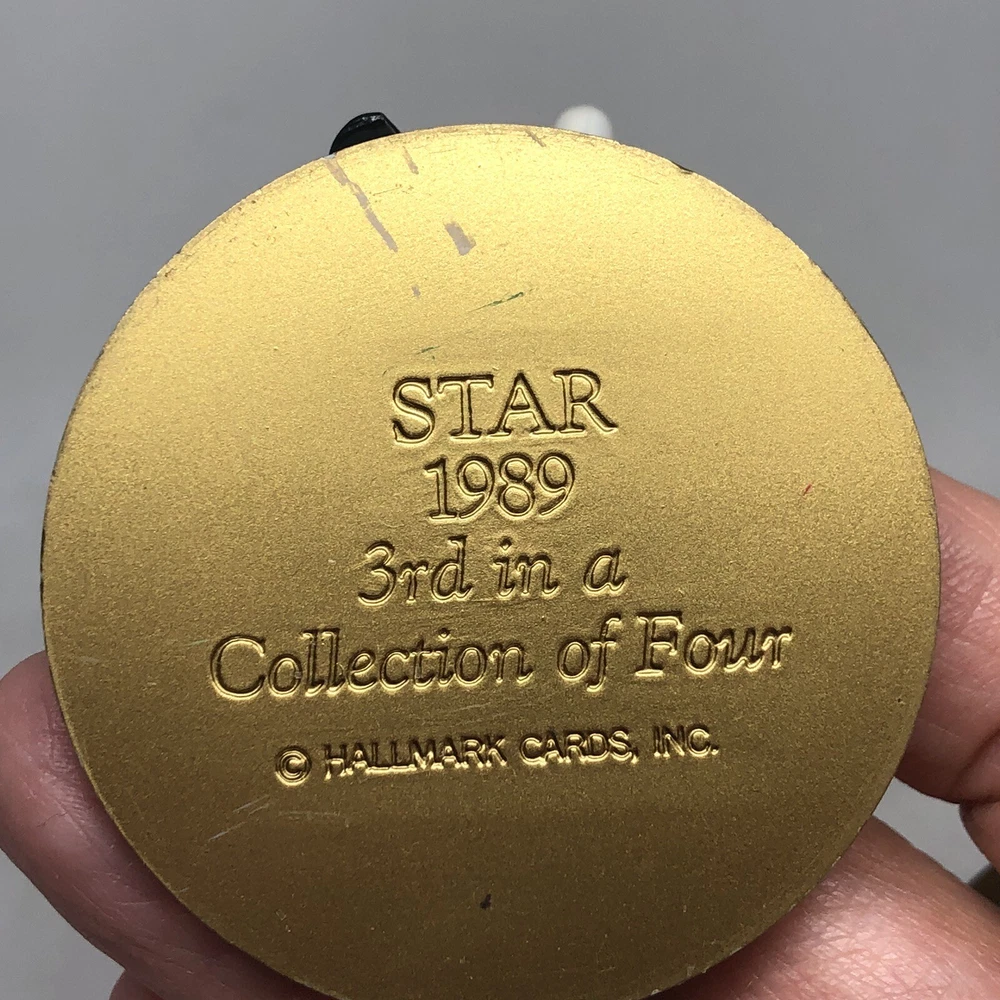 STAR
1989
3rd in a
Collection of Four
© HALLMARK CARDS, INC.